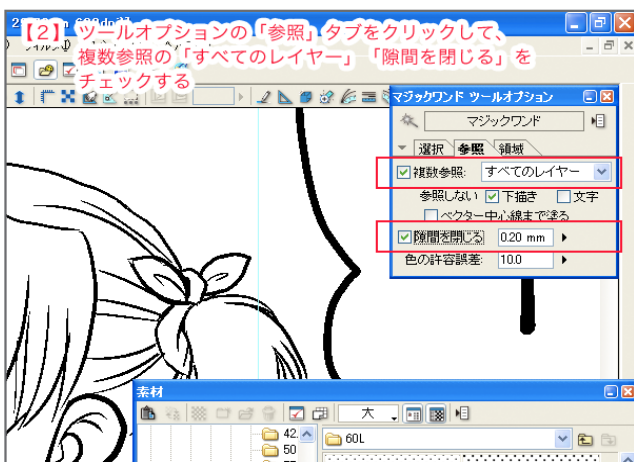 【2】ツールオプションの「参照」タブをクリックして、
複数参照の「すべてのレイヤー」「隙間を閉じる」を
チェックする
マジックワンド ツールオプション
マジックワンド
選択 参照 領域
複数参照: すべてのレイヤー
参照しない 下描き 文字
ベクター中心線まで塗る
隙間を閉じる 0.20 mm
色の許容誤差: 10.0
素材
大
42.
60L
50